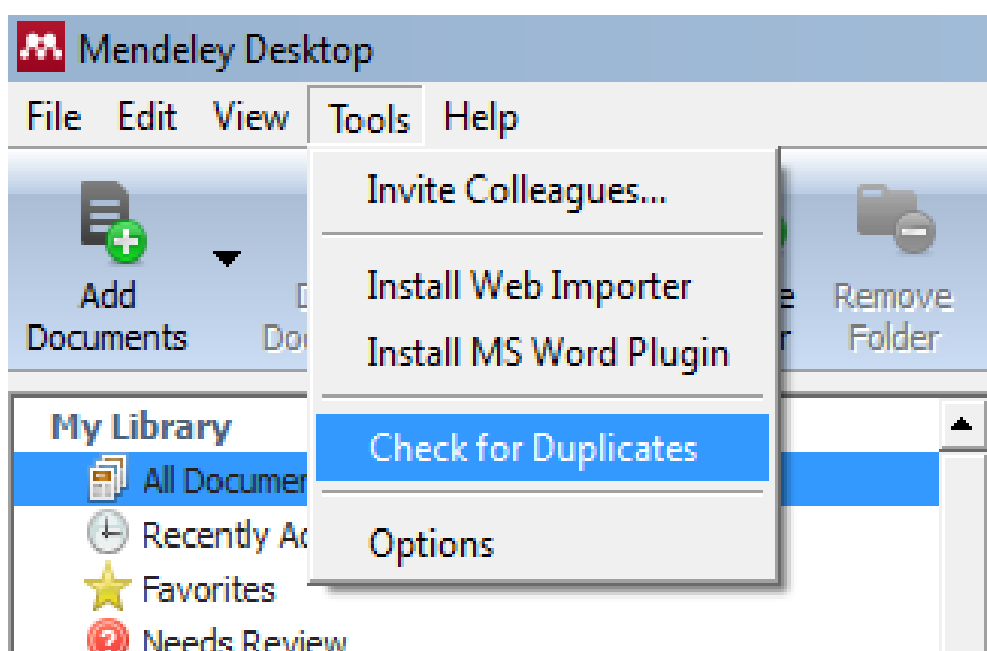 Mendeley Desktop
File Edit View Tools Help
Invite Colleagues...
Install Web Importer
Install MS Word Plugin
Check for Duplicates
Options
Add
Documents
Remove
Folder
My Library
All Documen
Recently Ad
Favorites
Needs Review